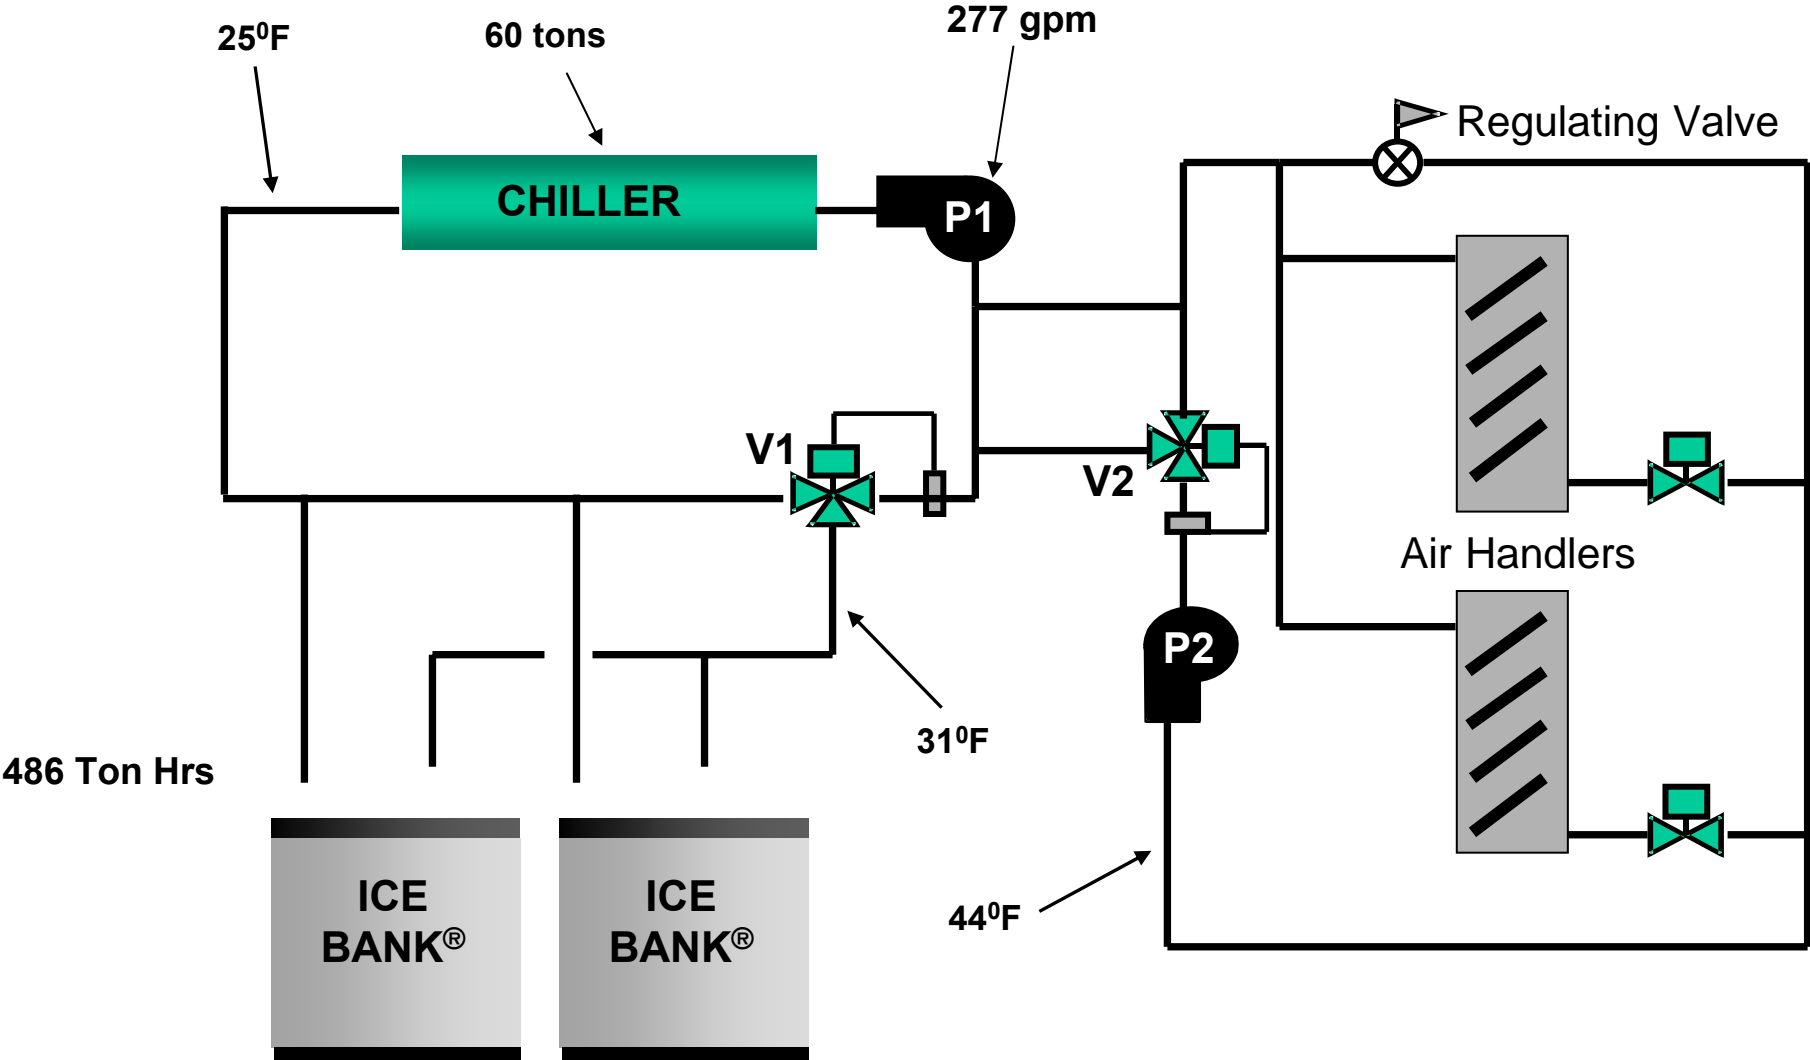 25⁰F
60 tons
277 gpm
Regulating Valve
CHILLER
P1
V1
V2
Air Handlers
P2
31⁰F
486 Ton Hrs
44⁰F
ICE
BANK®
ICE
BANK®